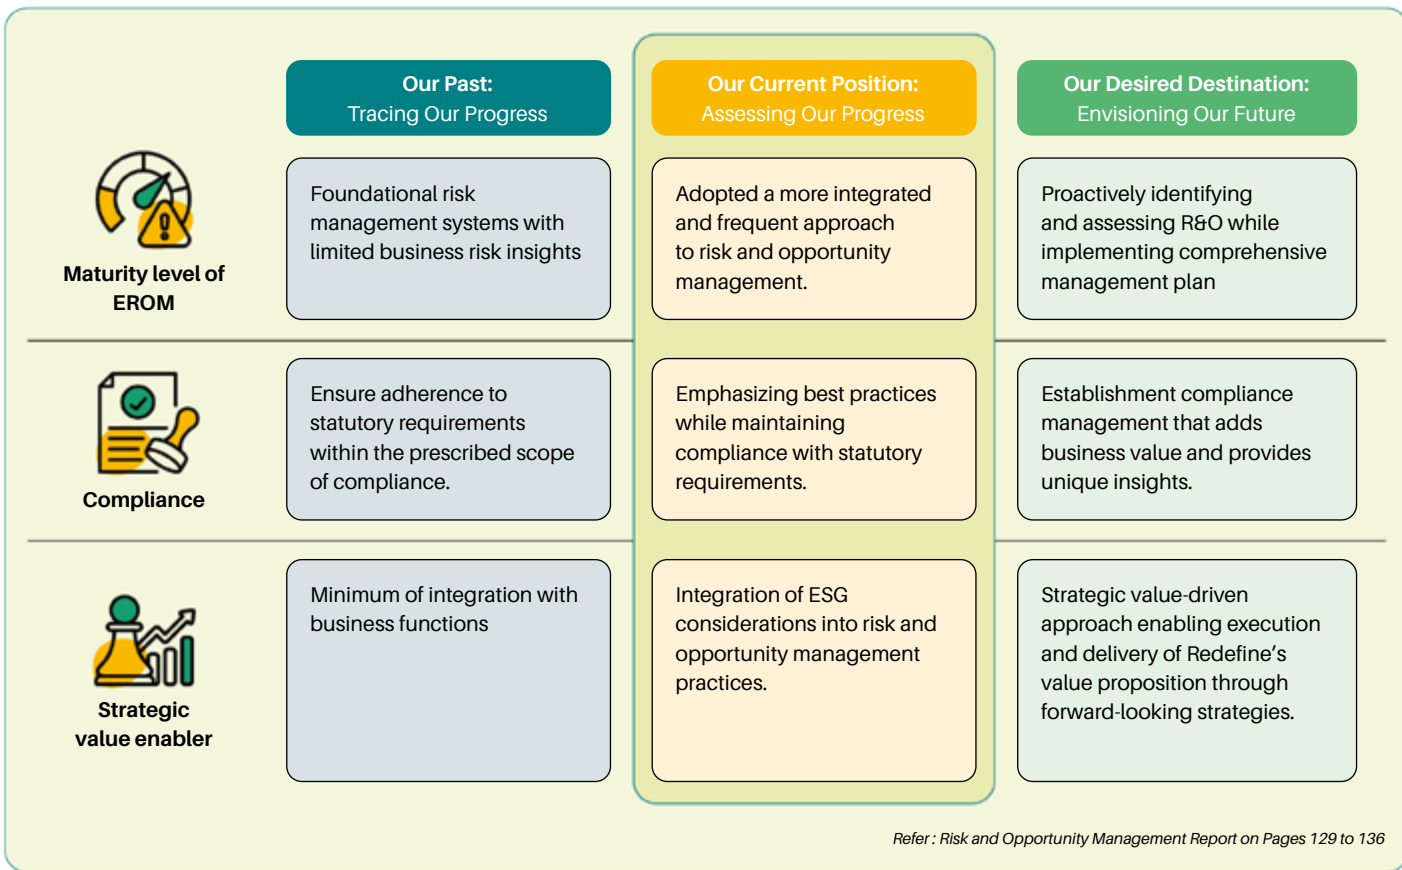 Our Past:
Tracing Our Progress
Our Current Position:
Assessing Our Progress
Our Desired Destination:
Envisioning Our Future
Maturity level of
EROM
Foundational risk
management systems with
limited business risk insights
Adopted a more integrated
and frequent approach
to risk and opportunity
management.
Proactively identifying
and assessing R&O while
implementing comprehensive
management plan
Compliance
Ensure adherence to
statutory requirements
within the prescribed scope
of compliance.
Emphasizing best practices
while maintaining
compliance with statutory
requirements.
Establishment compliance
management that adds
business value and provides
unique insights.
Strategic
value enabler
Minimum of integration with
business functions
Integration of ESG
considerations into risk and
opportunity management
practices.
Strategic value-driven
approach enabling execution
and delivery of Redefine’s
value proposition through
forward-looking strategies.
Refer : Risk and Opportunity Management Report on Pages 129 to 136